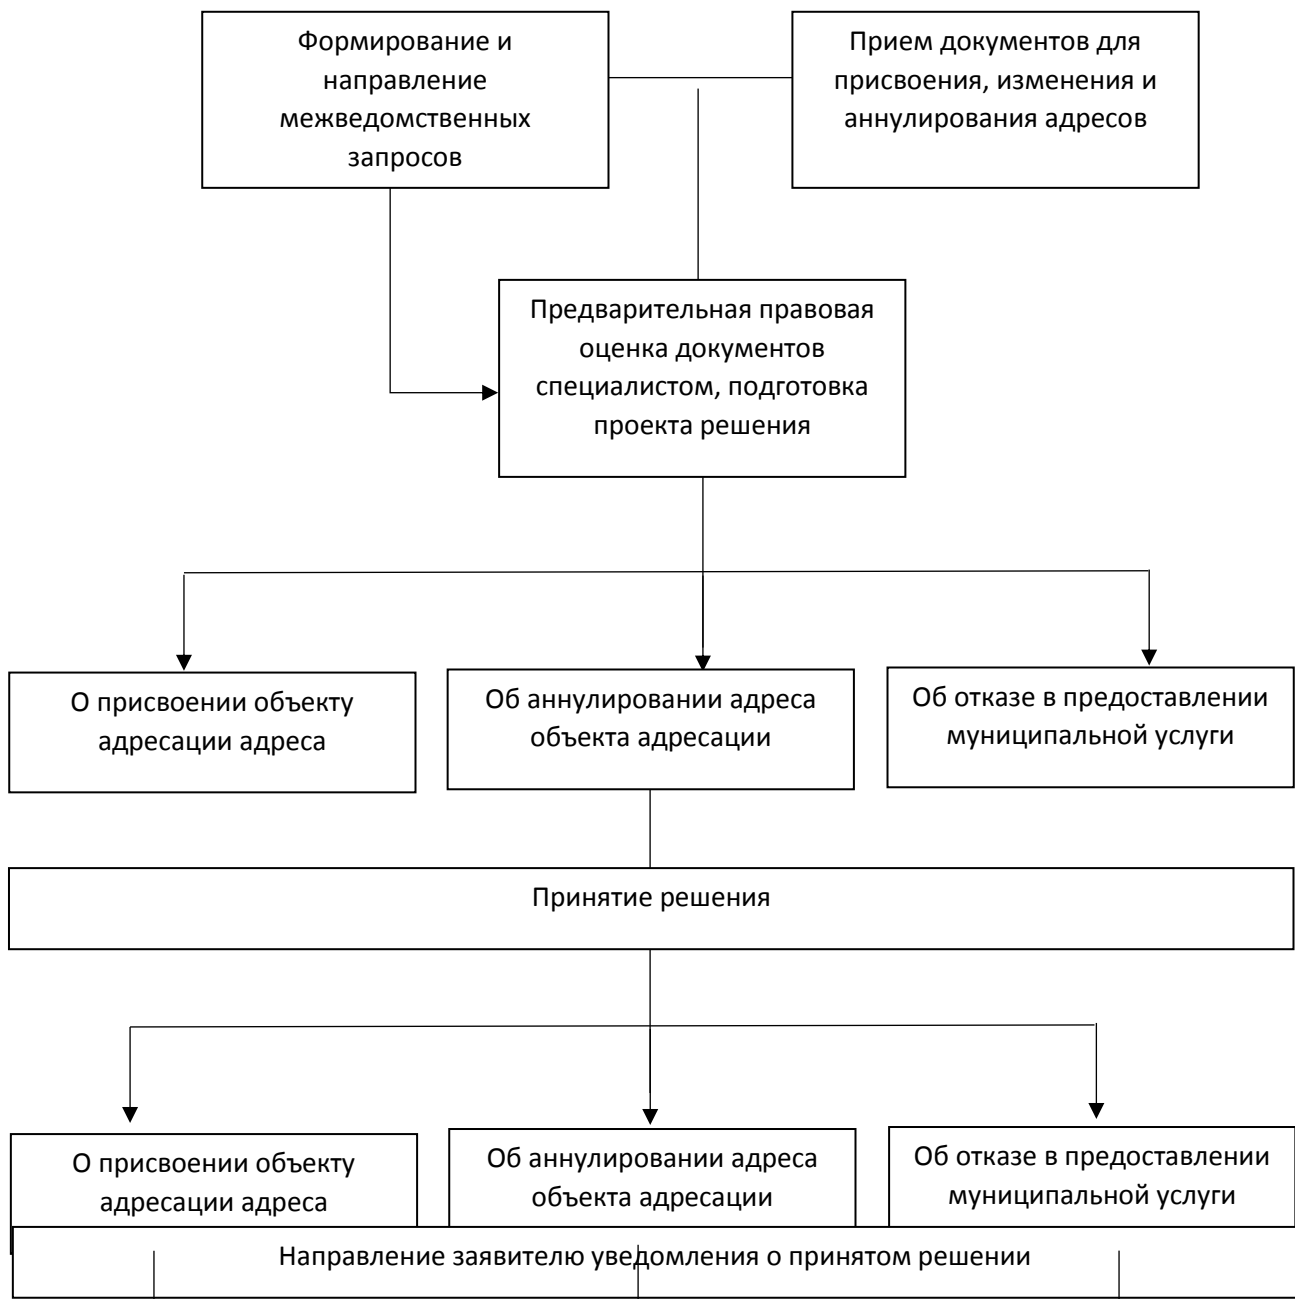 Формирование и
направление
межведомственных
запросов
Прием документов для
присвоения, изменения и
аннулирования адресов
Предварительная правовая
оценка документов
специалистом, подготовка
проекта решения
О присвоении объекту
адресации адреса
Об аннулировании адреса
объекта адресации
Об отказе в предоставлении
муниципальной услуги
Принятие решения
О присвоении объекту
адресации адреса
Об аннулировании адреса
объекта адресации
Об отказе в предоставлении
муниципальной услуги
Направление заявителю уведомления о принятом решении